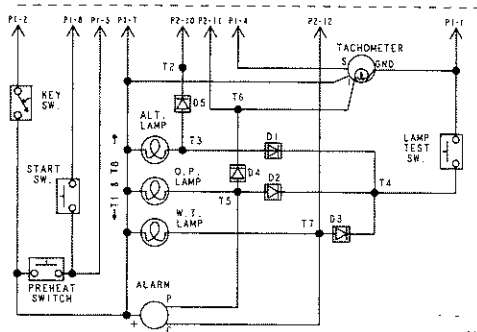 P1-2 P1-8 P1-5 P1-7 P2-10 P2-11 P1-4 P2-12 P1-1
TACHOMETER
T2 S GND
I
KEY SW.
D5 T6
ALT. LAMP T3 D1
LAMP TEST SW.
START SW.
T1 & T8
D4
O.P. LAMP T5 D2 T4
W.T. LAMP T7 D3
PREHEAT SWITCH
ALARM P
+ C